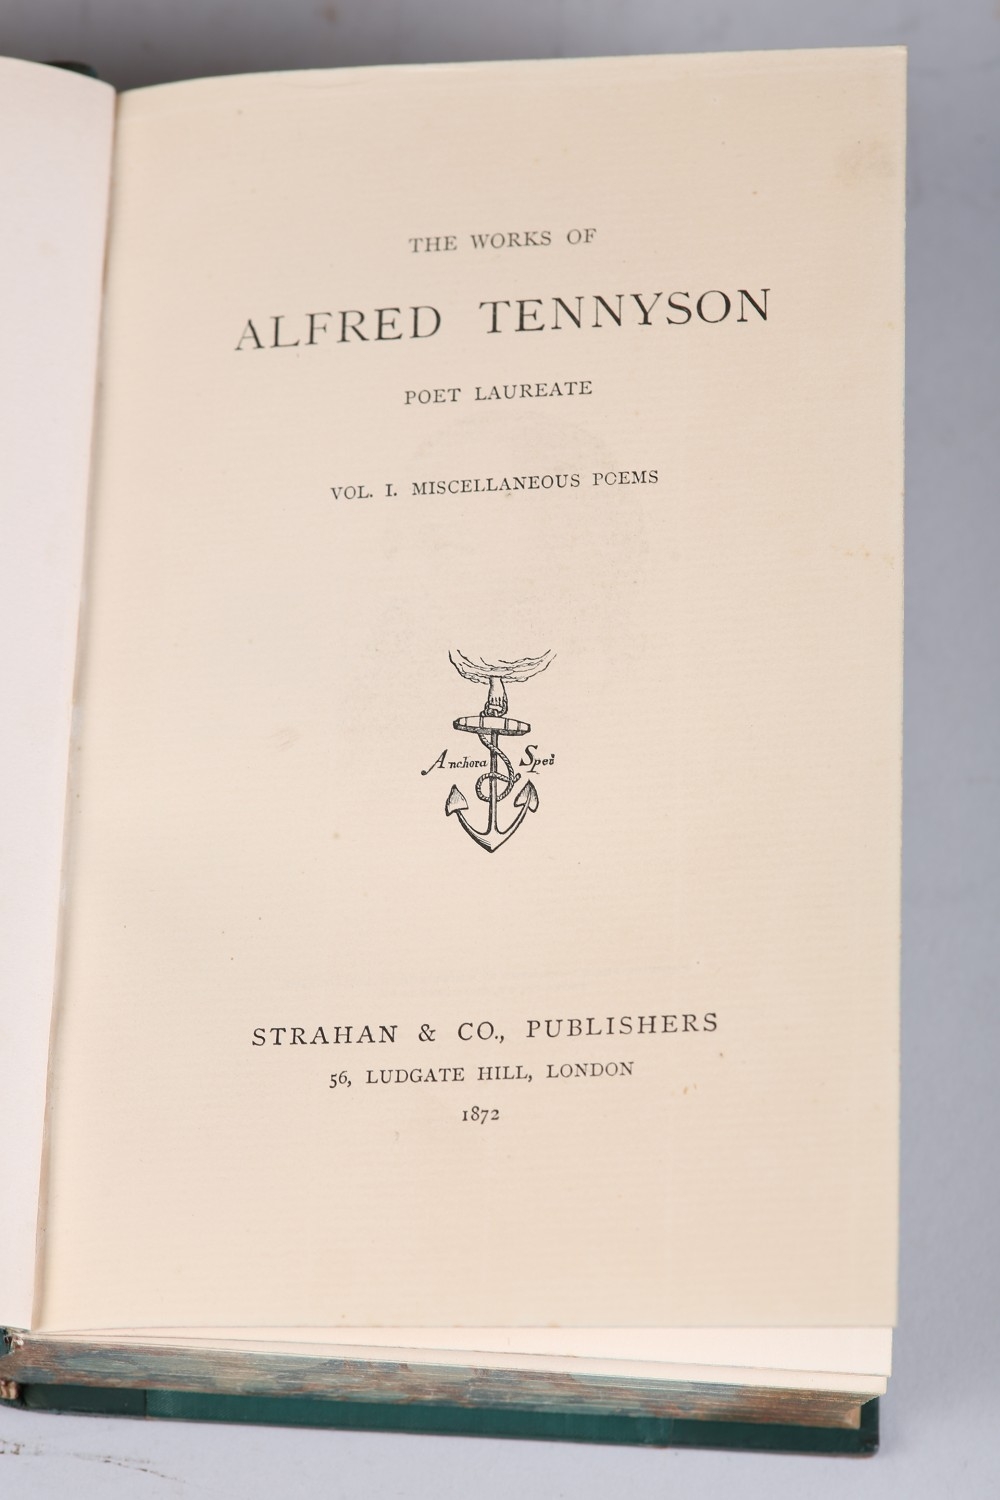 THE WORKS OF
ALFRED TENNYSON
POET LAUREATE
VOL. I. MISCELLANEOUS POEMS
Anchora Spei
STRAHAN & CO., PUBLISHERS
56, LUDGATE HILL, LONDON
1872